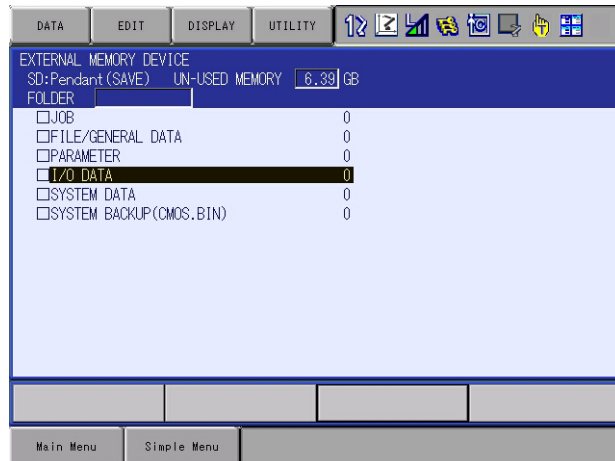 DATA EDIT DISPLAY UTILITY
EXTERNAL MEMORY DEVICE
SD:Pendant(SAVE) UN-USED MEMORY 6.39 GB
FOLDER
JOB 0
FILE/GENERAL DATA 0
PARAMETER 0
I/O DATA 0
SYSTEM DATA 0
SYSTEM BACKUP(CMOS.BIN) 0
Main Menu Simple Menu